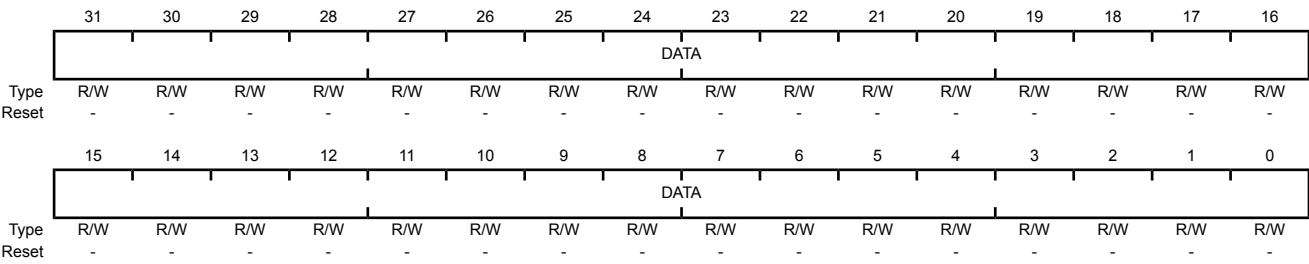 31 30 29 28 27 26 25 24 23 22 21 20 19 18 17 16
DATA
Type R/W R/W R/W R/W R/W R/W R/W R/W R/W R/W R/W R/W R/W R/W R/W R/W
Reset - - - - - - - - - - - - - - - -
15 14 13 12 11 10 9 8 7 6 5 4 3 2 1 0
DATA
Type R/W R/W R/W R/W R/W R/W R/W R/W R/W R/W R/W R/W R/W R/W R/W R/W
Reset - - - - - - - - - - - - - - - -